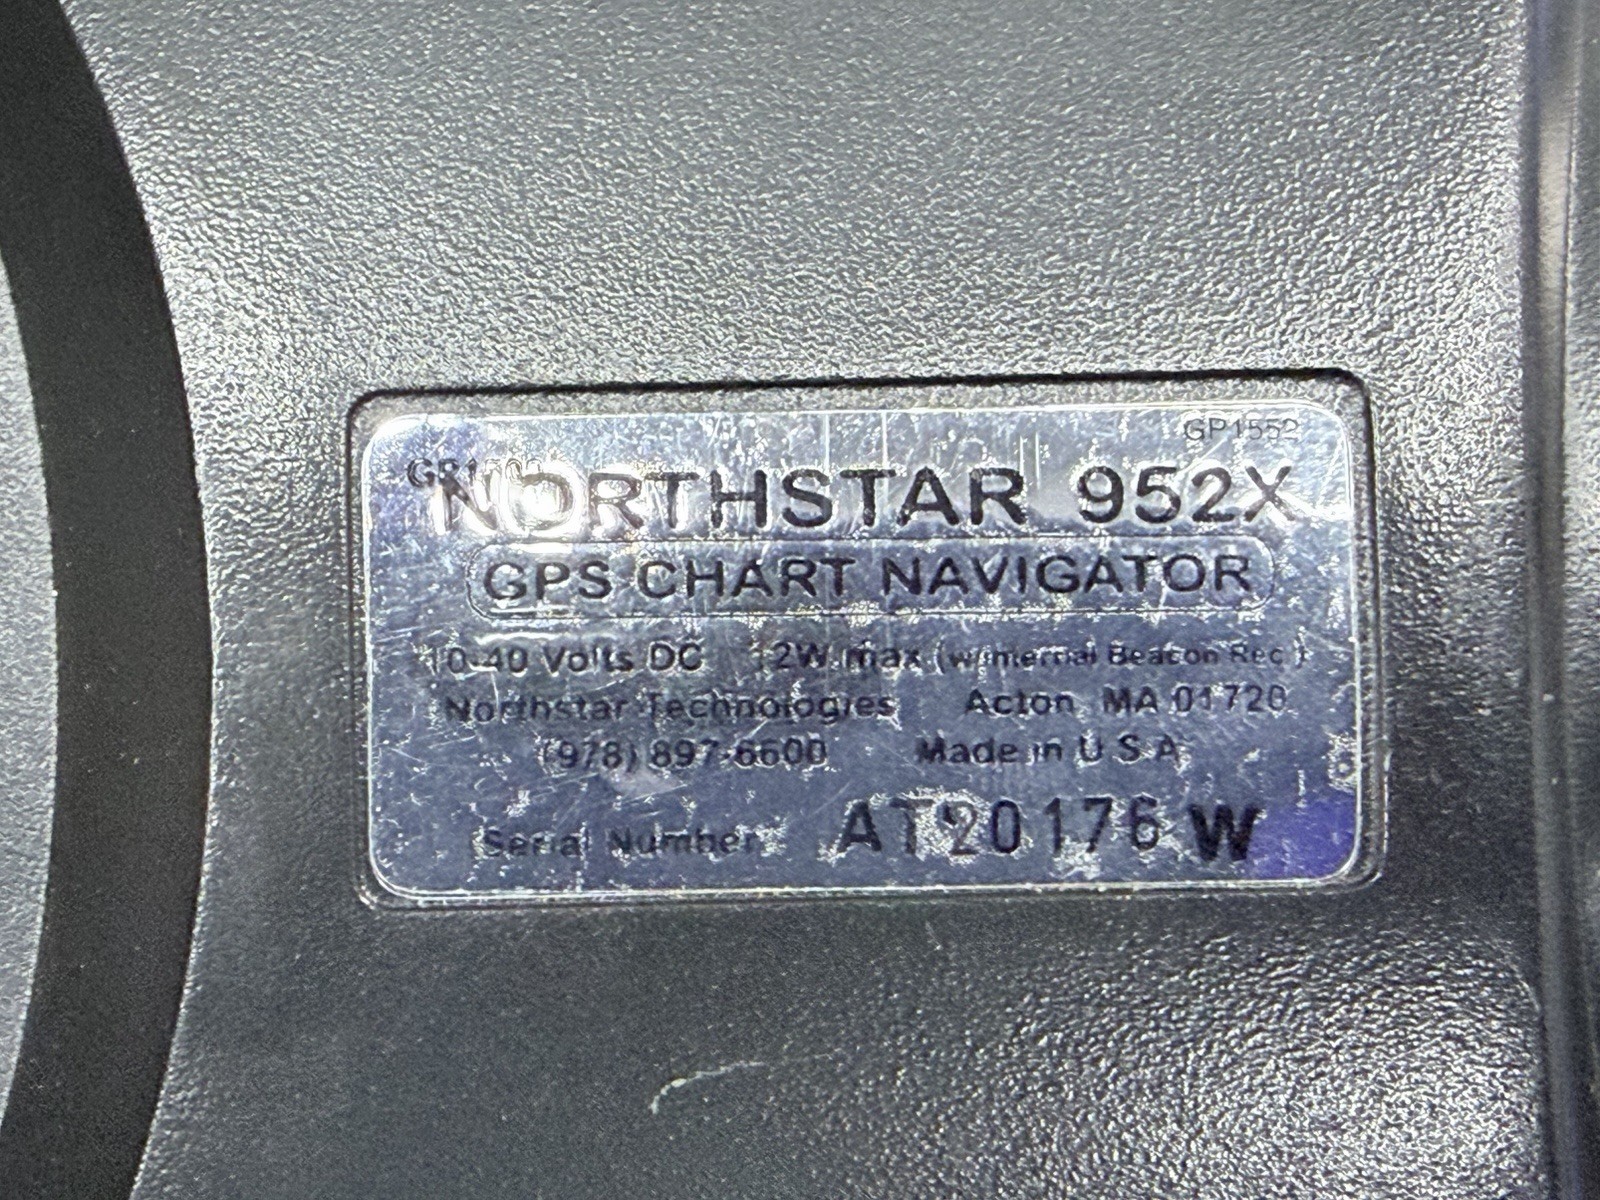 GP1552
NORTHSTAR 952X
GPS CHART NAVIGATOR
10-40 Volts DC 12W max (w/internal Beacon Rec.)
Northstar Technologies Acton, MA 01720
(978) 897-6600 Made in U.S.A.
Serial Number AT20176 W